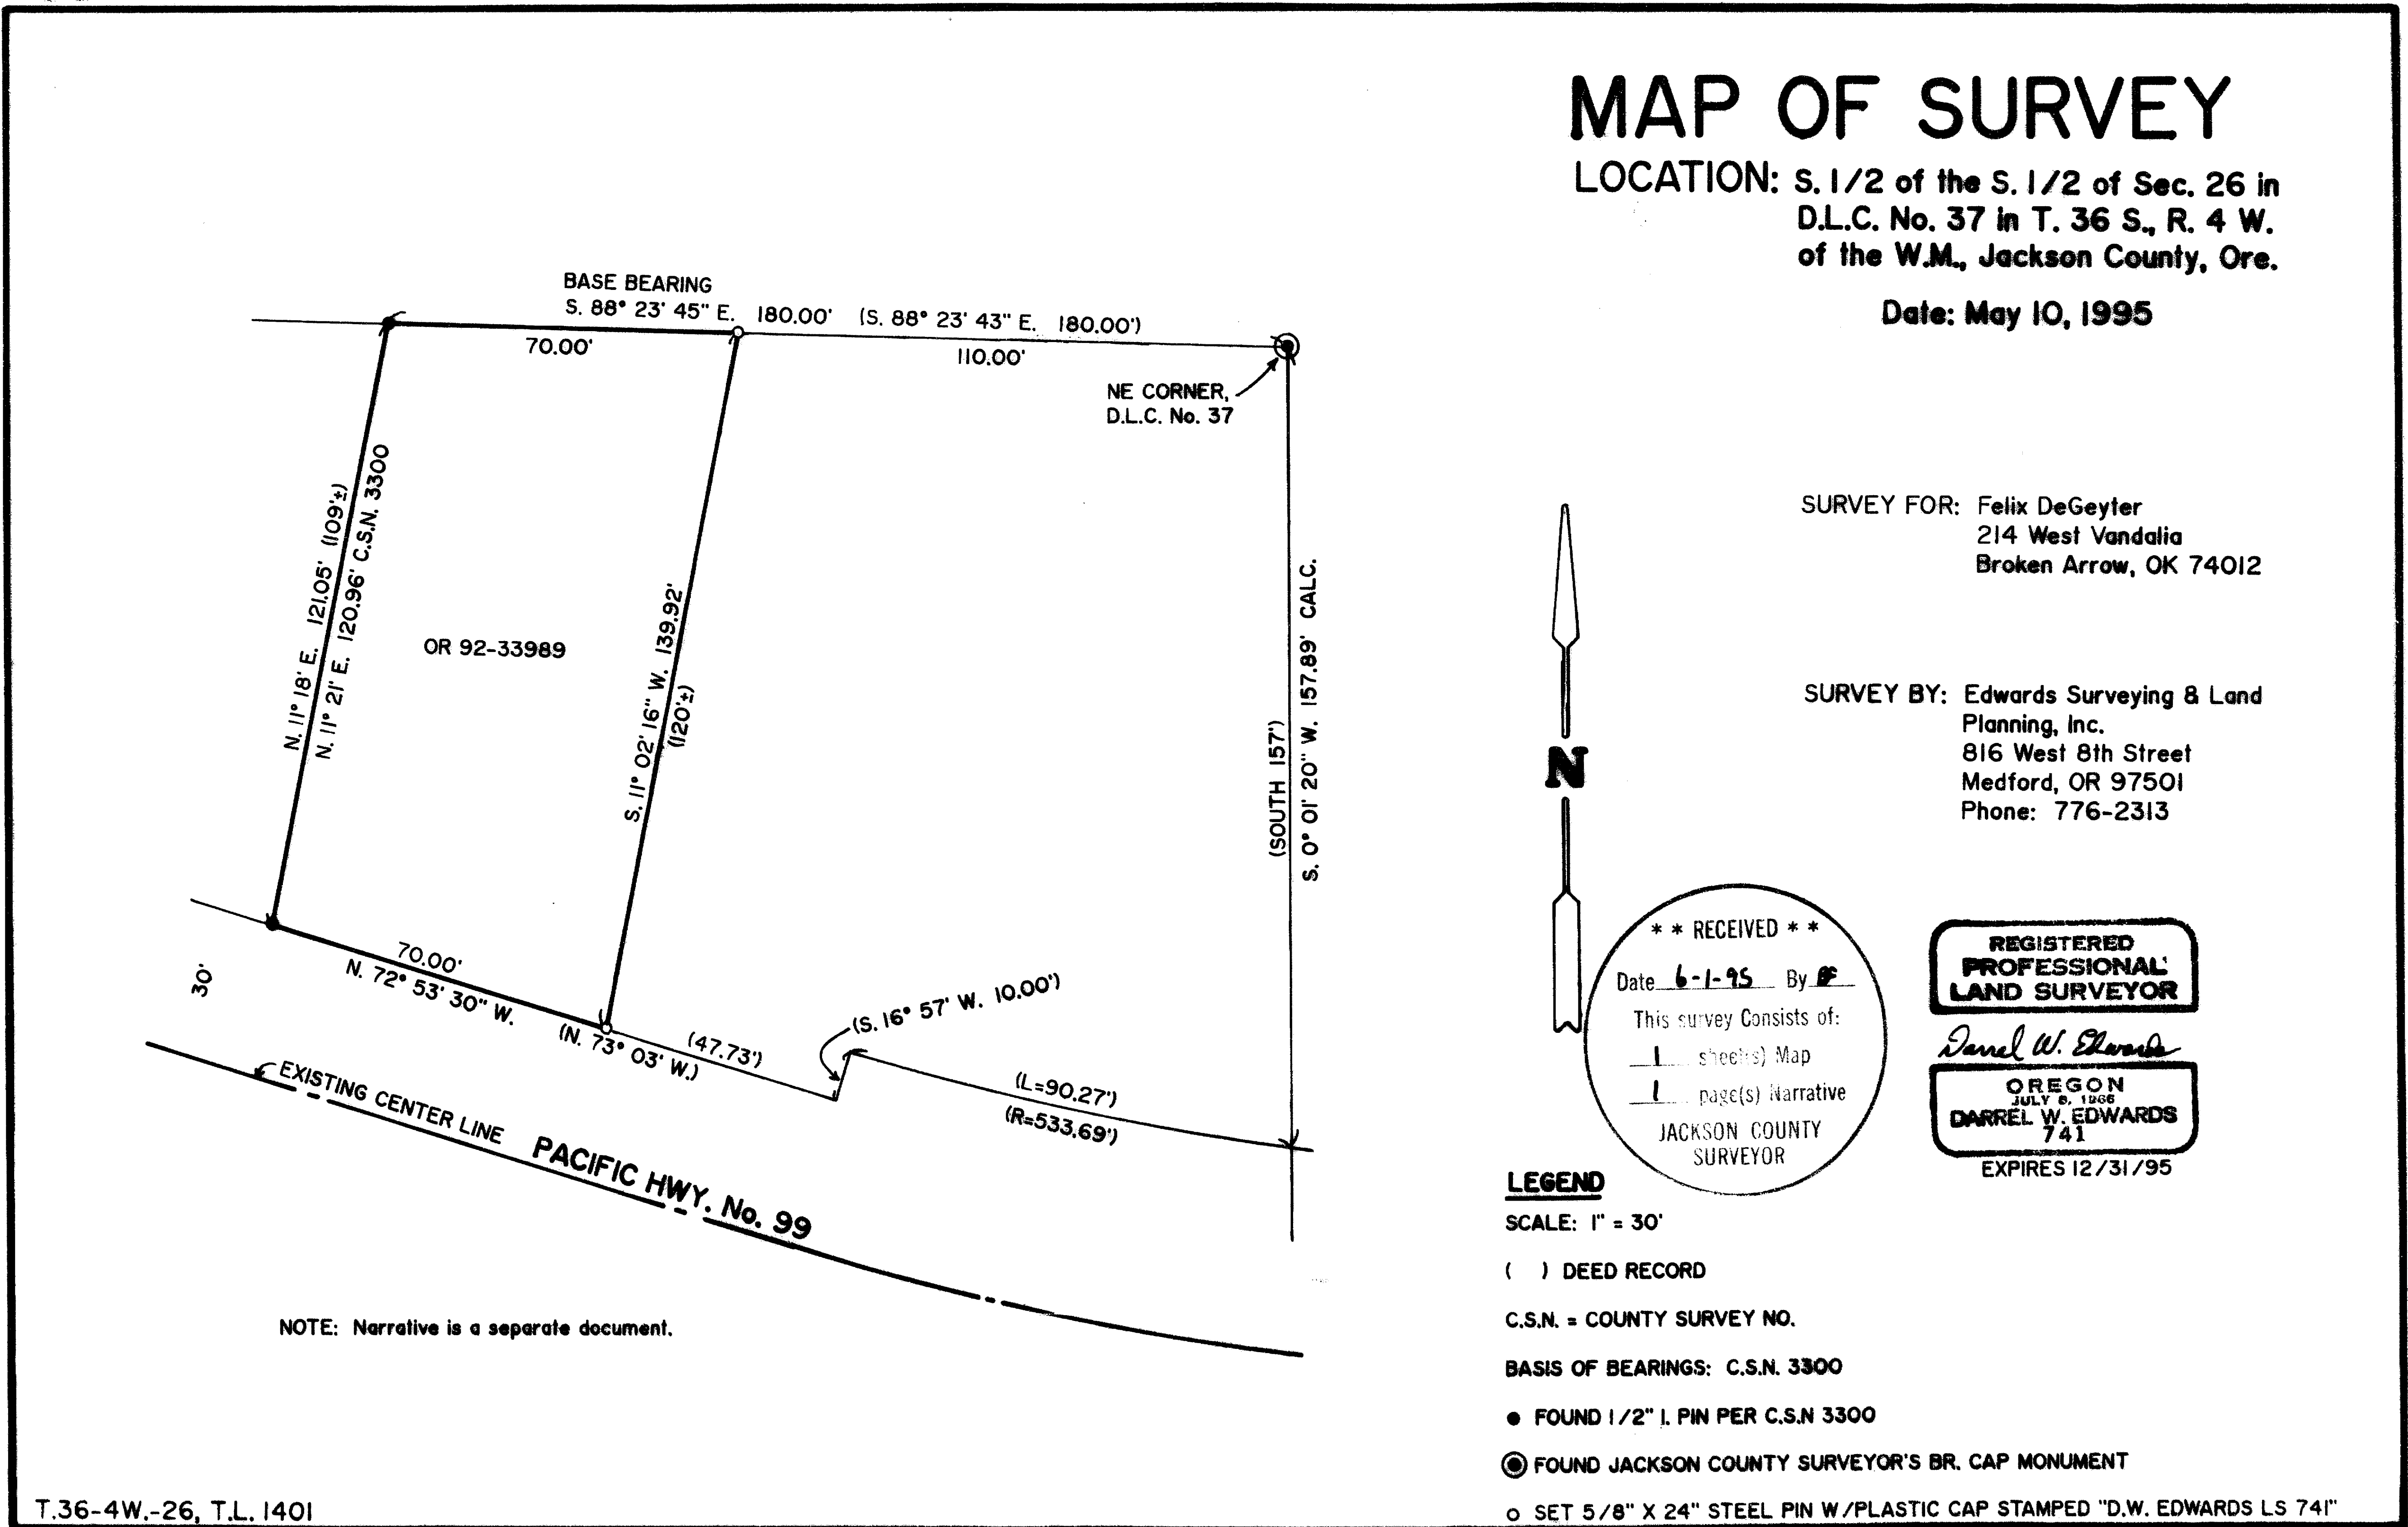 MAP OF SURVEY
LOCATION: S. 1/2 of the S. 1/2 of Sec. 26 in
D.L.C. No. 37 in T. 36 S., R. 4 W.
of the W.M., Jackson County, Ore.
Date: May 10, 1995
BASE BEARING
S. 88° 23' 45" E. 180.00' (S. 88° 23' 43" E. 180.00')
70.00'
110.00'
NE CORNER,
D.L.C. No. 37
N. 11° 18' E. 121.05' (109'±)
N. 11° 21' E. 120.96' C.S.N. 3300
OR 92-33989
S. 11° 02' 16" W. 139.92'
(120'±)
(SOUTH 157')
S. 0° 01' 20" W. 157.89' CALC.
70.00'
N. 72° 53' 30" W.
(N. 73° 03' W.)
(47.73')
(S. 16° 57' W. 10.00')
(L=90.27')
(R=533.69')
30'
EXISTING CENTER LINE
PACIFIC HWY. No. 99
NOTE: Narrative is a separate document.
T.36-4W.-26, T.L. 1401
SURVEY FOR: Felix DeGeyter
214 West Vandalia
Broken Arrow, OK 74012
SURVEY BY: Edwards Surveying & Land
Planning, Inc.
816 West 8th Street
Medford, OR 97501
Phone: 776-2313
N
* * RECEIVED * *
Date 6-1-95 By
This survey Consists of:
1 sheet(s) Map
1 page(s) Narrative
JACKSON COUNTY
SURVEYOR
REGISTERED
PROFESSIONAL
LAND SURVEYOR
Darrel W. Edwards
OREGON
JULY 8, 1966
DARREL W. EDWARDS
741
EXPIRES 12/31/95
LEGEND
SCALE: 1" = 30'
( ) DEED RECORD
C.S.N. = COUNTY SURVEY NO.
BASIS OF BEARINGS: C.S.N. 3300
● FOUND 1/2" I. PIN PER C.S.N 3300
◉ FOUND JACKSON COUNTY SURVEYOR'S BR. CAP MONUMENT
○ SET 5/8" X 24" STEEL PIN W/PLASTIC CAP STAMPED "D.W. EDWARDS LS 741"